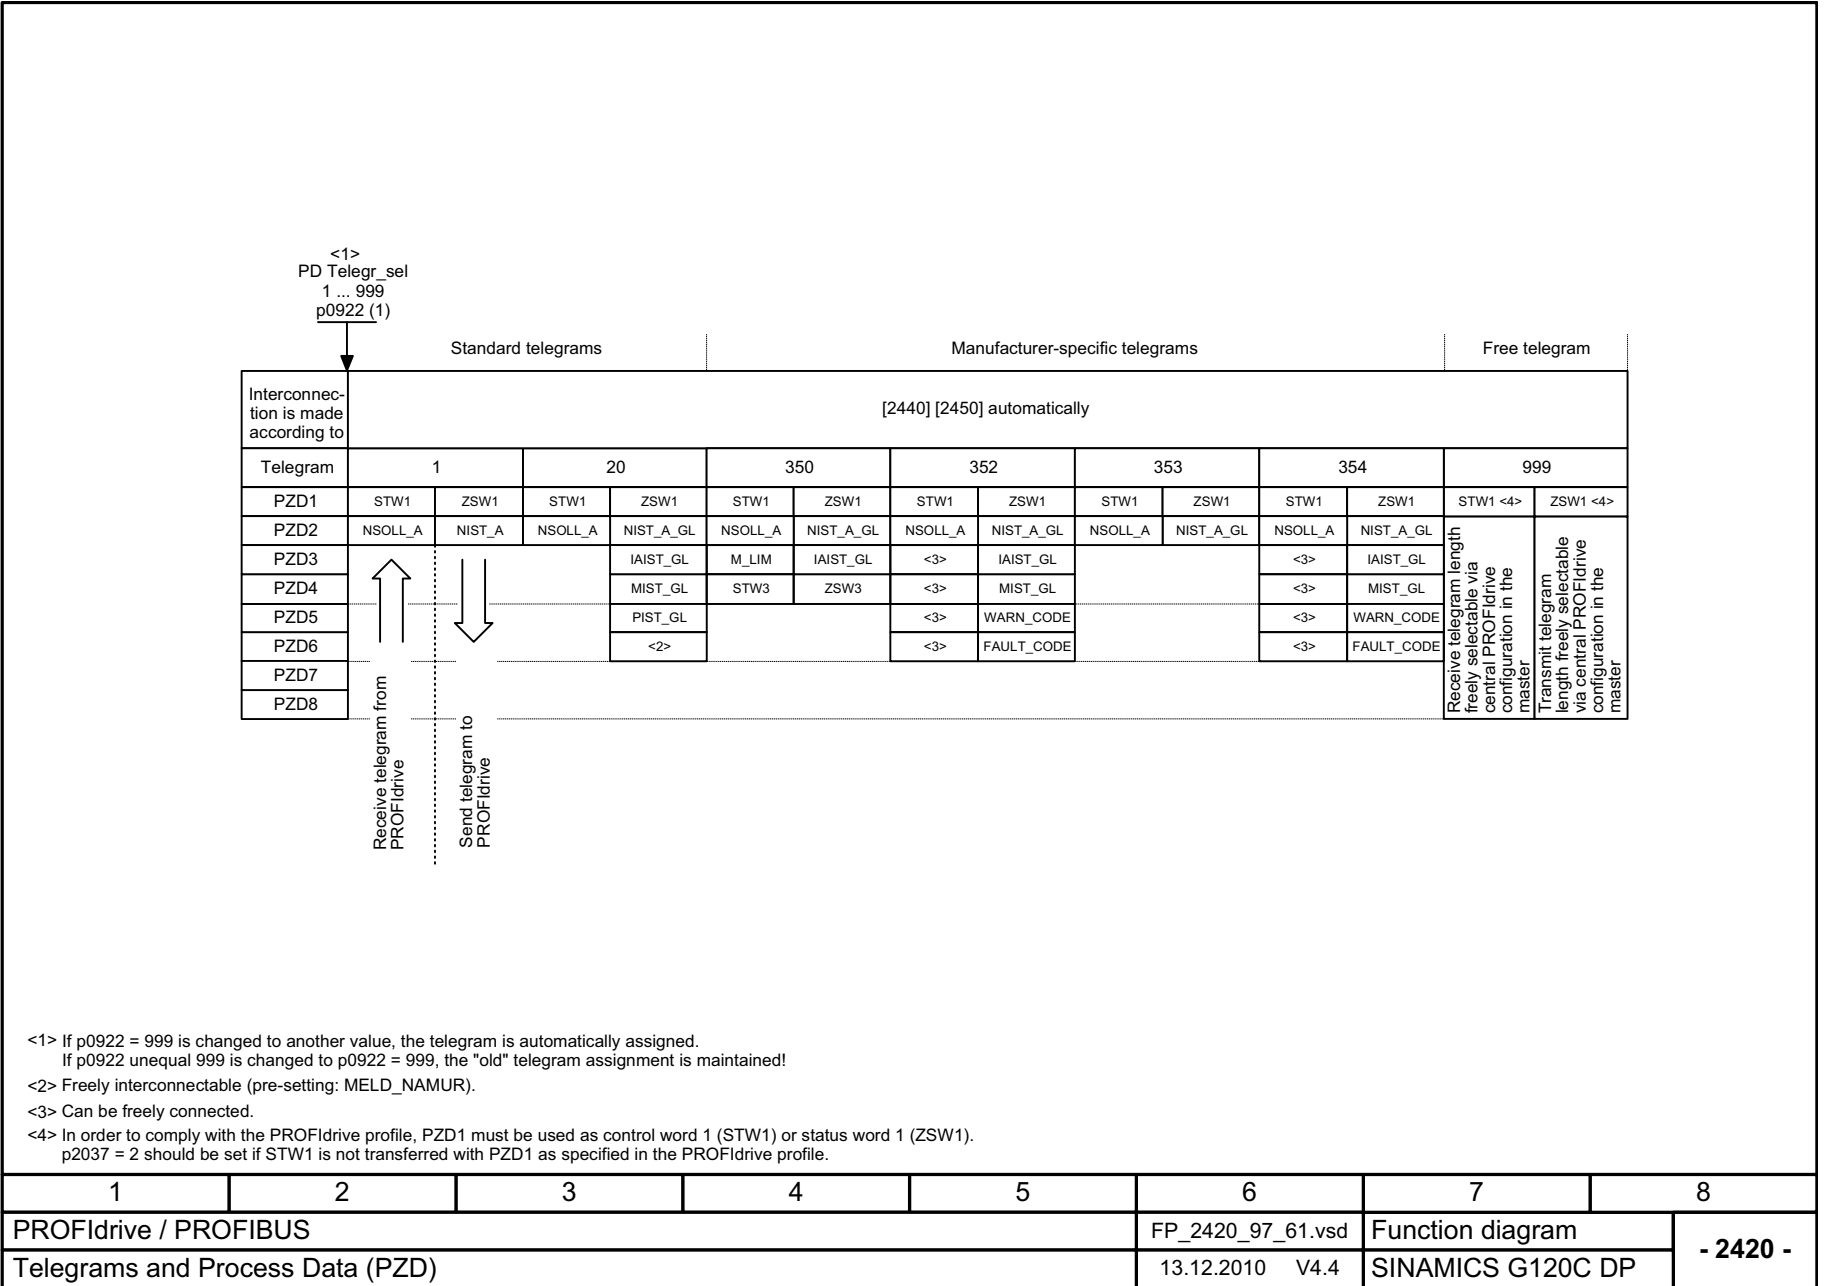 <1>
PD Telegr_sel
1 ... 999
p0922 (1)
Standard telegrams
Manufacturer-specific telegrams
Free telegram
Interconnec-
tion is made
according to
[2440] [2450] automatically
Telegram 1 20 350 352 353 354 999
PZD1 STW1 ZSW1 STW1 ZSW1 STW1 ZSW1 STW1 ZSW1 STW1 ZSW1 STW1 ZSW1 STW1 <4> ZSW1 <4>
PZD2 NSOLL_A NIST_A NSOLL_A NIST_A_GL NSOLL_A NIST_A_GL NSOLL_A NIST_A_GL NSOLL_A NIST_A_GL NSOLL_A NIST_A_GL
PZD3 IAIST_GL M_LIM IAIST_GL <3> IAIST_GL <3> IAIST_GL
PZD4 MIST_GL STW3 ZSW3 <3> MIST_GL <3> MIST_GL
PZD5 PIST_GL <3> WARN_CODE <3> WARN_CODE
PZD6 <2> <3> FAULT_CODE <3> FAULT_CODE
PZD7
PZD8
Receive telegram length
freely selectable via
central PROFIdrive
configuration in the
master
Transmit telegram
length freely selectable
via central PROFIdrive
configuration in the
master
Receive telegram from
PROFIdrive
Send telegram to
PROFIdrive
<1> If p0922 = 999 is changed to another value, the telegram is automatically assigned.
If p0922 unequal 999 is changed to p0922 = 999, the "old" telegram assignment is maintained!
<2> Freely interconnectable (pre-setting: MELD_NAMUR).
<3> Can be freely connected.
<4> In order to comply with the PROFIdrive profile, PZD1 must be used as control word 1 (STW1) or status word 1 (ZSW1).
p2037 = 2 should be set if STW1 is not transferred with PZD1 as specified in the PROFIdrive profile.
1 2 3 4 5 6 7 8
PROFIdrive / PROFIBUS FP_2420_97_61.vsd Function diagram - 2420 -
Telegrams and Process Data (PZD) 13.12.2010 V4.4 SINAMICS G120C DP